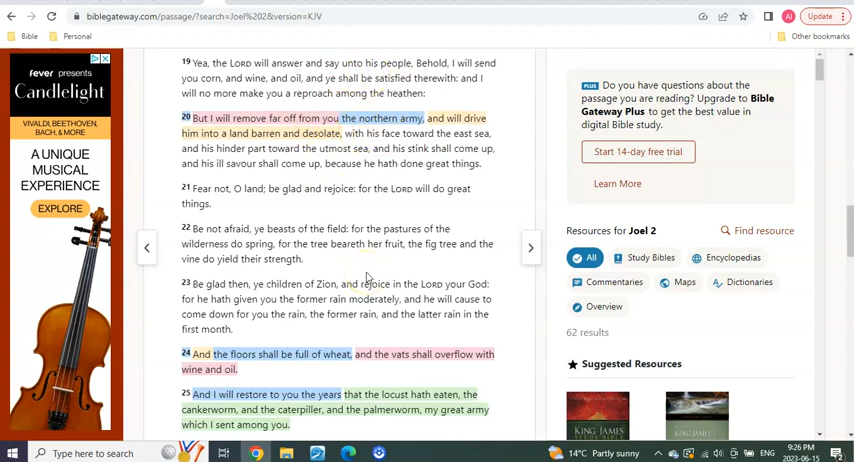 biblegateway.com/passage/?search=Joel%202&version=KJV
AI
Update
Bible
Personal
Other bookmarks
fever PRESENTS
Candlelight
VIVALDI, BEETHOVEN,
BACH, & MORE
A UNIQUE
MUSICAL
EXPERIENCE
EXPLORE
19 Yea, the LORD will answer and say unto his people, Behold, I will send
you corn, and wine, and oil, and ye shall be satisfied therewith: and I
will no more make you a reproach among the heathen:
20 But I will remove far off from you the northern army, and will drive
him into a land barren and desolate, with his face toward the east sea,
and his hinder part toward the utmost sea, and his stink shall come up,
and his ill savour shall come up, because he hath done great things.
21 Fear not, O land; be glad and rejoice: for the LORD will do great
things.
22 Be not afraid, ye beasts of the field: for the pastures of the
wilderness do spring, for the tree beareth her fruit, the fig tree and the
vine do yield their strength.
23 Be glad then, ye children of Zion, and rejoice in the LORD your God:
for he hath given you the former rain moderately, and he will cause to
come down for you the rain, the former rain, and the latter rain in the
first month.
24 And the floors shall be full of wheat, and the vats shall overflow with
wine and oil.
25 And I will restore to you the years that the locust hath eaten, the
cankerworm, and the caterpiller, and the palmerworm, my great army
which I sent among you.
PLUS Do you have questions about the
passage you are reading? Upgrade to Bible
Gateway Plus to get the best value in
digital Bible study.
Start 14-day free trial
Learn More
Resources for Joel 2
Find resource
All
Study Bibles
Encyclopedias
Commentaries
Maps
Dictionaries
Overview
62 results
Suggested Resources
KING JAMES
STUDY BIBLE
KING JAMES
Type here to search
14°C Partly sunny
ENG
9:26 PM
2023-06-15
2